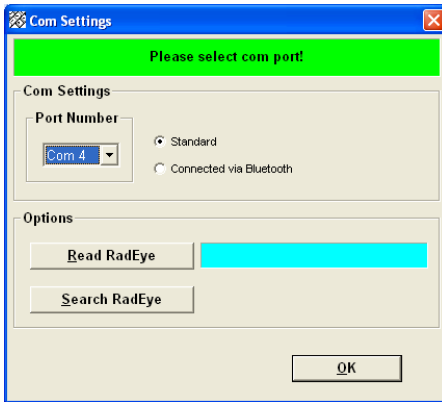 Com Settings
Please select com port!
Com Settings
Port Number
Com 4
Standard
Connected via Bluetooth
Options
Read RadEye
Search RadEye
OK